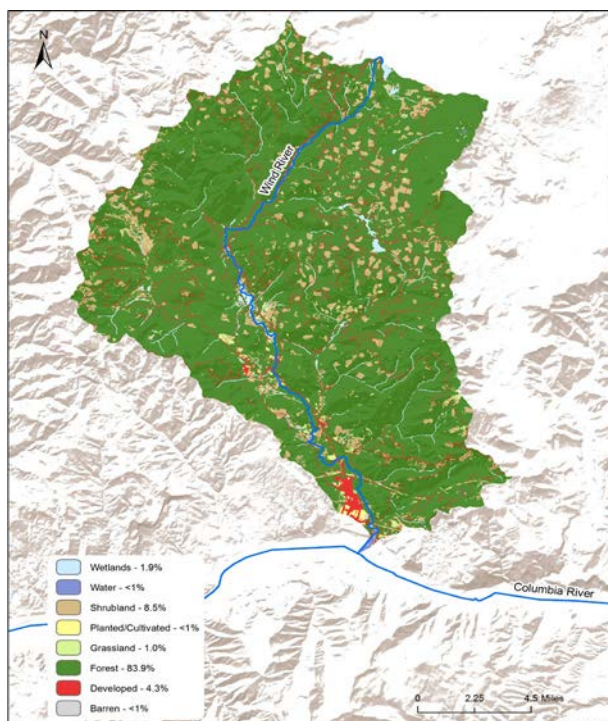 N
Wind River
Columbia River
Wetlands - 1.9%
Water - <1%
Shrubland - 8.5%
Planted/Cultivated - <1%
Grassland - 1.0%
Forest - 83.9%
Developed - 4.3%
Barren - <1%
0 2.25 4.5 Miles